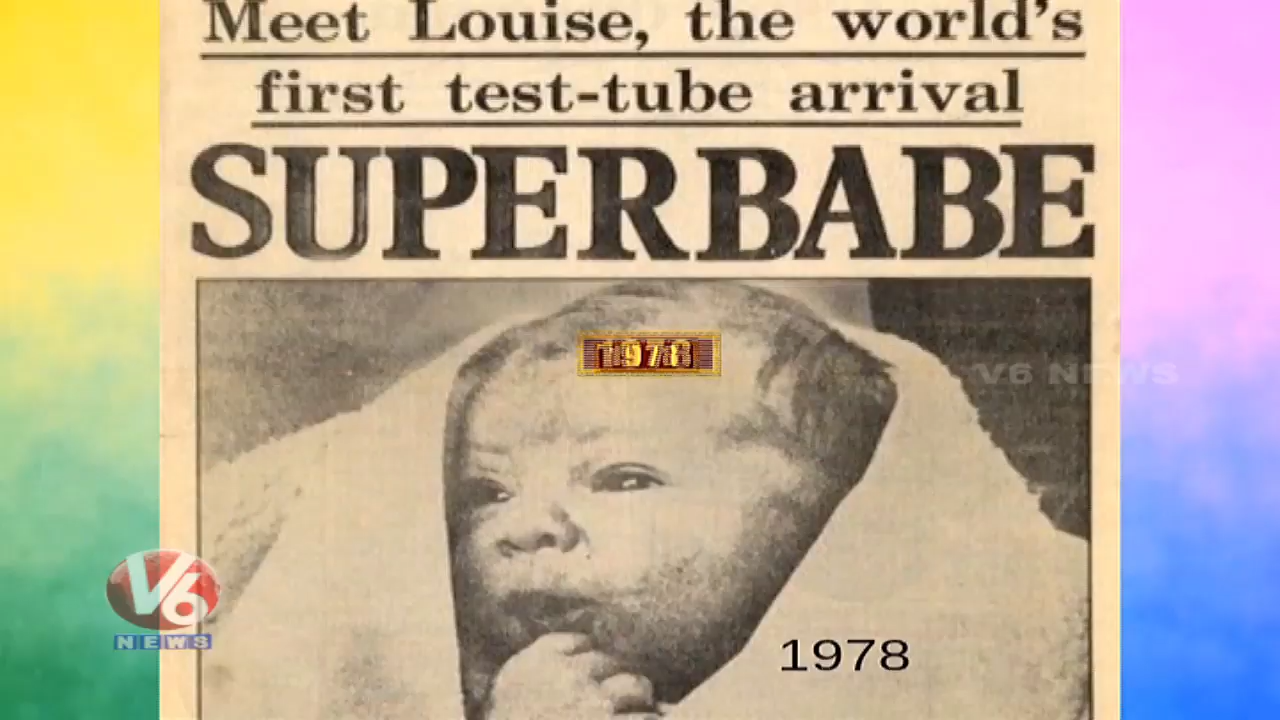 Meet Louise, the world's
first test-tube arrival
SUPERBABE
1978
V6 NEWS
V6
NEWS
1978